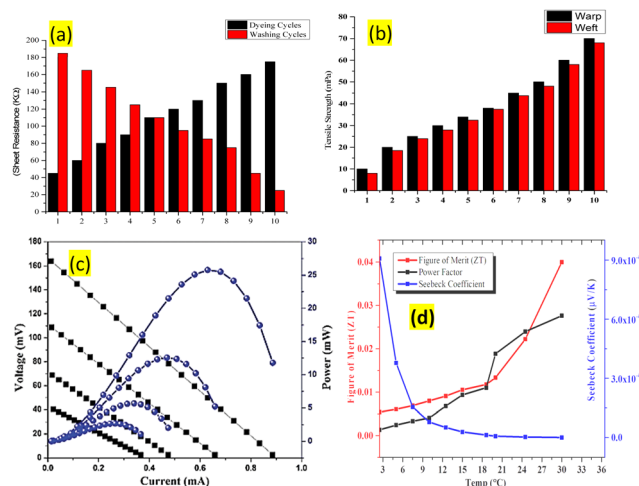 (a)
Dyeing Cycles
Washing Cycles
(Sheet Resistance (KΩ)
200
180
160
140
120
100
80
60
40
20
0
1 2 3 4 5 6 7 8 9 10
(b)
Warp
Weft
Tensile Strength (mPa)
80
70
60
50
40
30
20
10
0
1 2 3 4 5 6 7 8 9 10
(c)
Voltage (mV)
180
160
140
120
100
80
60
40
20
0
Power (mW)
30
25
20
15
10
5
0
0.0 0.2 0.4 0.6 0.8 1.0
Current (mA)
(d)
Figure of Merit (ZT)
Power Factor
Seebeck Coefficient
Figure of Merit (ZT)
0.04
0.03
0.02
0.01
0.00
Seebeck Coefficient (μV/K)
0.0
3 6 9 12 15 18 21 24 27 30 33 36
Temp (°C)